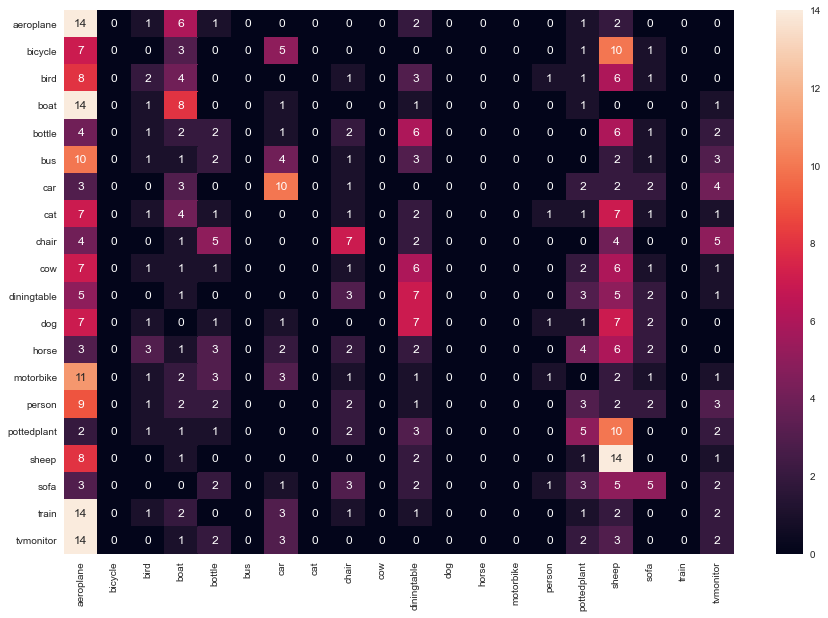 aeroplane 14 0 1 6 1 0 0 0 0 0 2 0 0 0 0 1 2 0 0 0 14
bicycle 7 0 0 3 0 0 5 0 0 0 0 0 0 0 0 1 10 1 0 0
bird 8 0 2 4 0 0 0 0 1 0 3 0 0 0 1 1 6 1 0 0 12
boat 14 0 1 8 0 0 1 0 0 0 1 0 0 0 0 1 0 0 0 1
bottle 4 0 1 2 2 0 1 0 2 0 6 0 0 0 0 0 6 1 0 2
bus 10 0 1 1 2 0 4 0 1 0 3 0 0 0 0 0 2 1 0 3 10
car 3 0 0 3 0 0 10 0 1 0 0 0 0 0 0 2 2 2 0 4
cat 7 0 1 4 1 0 0 0 1 0 2 0 0 0 1 1 7 1 0 1 8
chair 4 0 0 1 5 0 0 0 7 0 2 0 0 0 0 0 4 0 0 5
cow 7 0 1 1 1 0 0 0 1 0 6 0 0 0 0 2 6 1 0 1
diningtable 5 0 0 1 0 0 0 0 3 0 7 0 0 0 0 3 5 2 0 1 6
dog 7 0 1 0 1 0 1 0 0 0 7 0 0 0 1 1 7 2 0 0
horse 3 0 3 1 3 0 2 0 2 0 2 0 0 0 0 4 6 2 0 0 4
motorbike 11 0 1 2 3 0 3 0 1 0 1 0 0 0 1 0 2 1 0 1
person 9 0 1 2 2 0 0 0 2 0 1 0 0 0 0 3 2 2 0 3
pottedplant 2 0 1 1 1 0 0 0 2 0 3 0 0 0 0 5 10 0 0 2 2
sheep 8 0 0 1 0 0 0 0 0 0 2 0 0 0 0 1 14 0 0 1
sofa 3 0 0 0 2 0 1 0 3 0 2 0 0 0 1 3 5 5 0 2
train 14 0 1 2 0 0 3 0 1 0 1 0 0 0 0 1 2 0 0 2
tvmonitor 14 0 0 1 2 0 3 0 0 0 0 0 0 0 0 2 3 0 0 2 0
aeroplane bicycle bird boat bottle bus car cat chair cow diningtable dog horse motorbike person pottedplant sheep sofa train tvmonitor